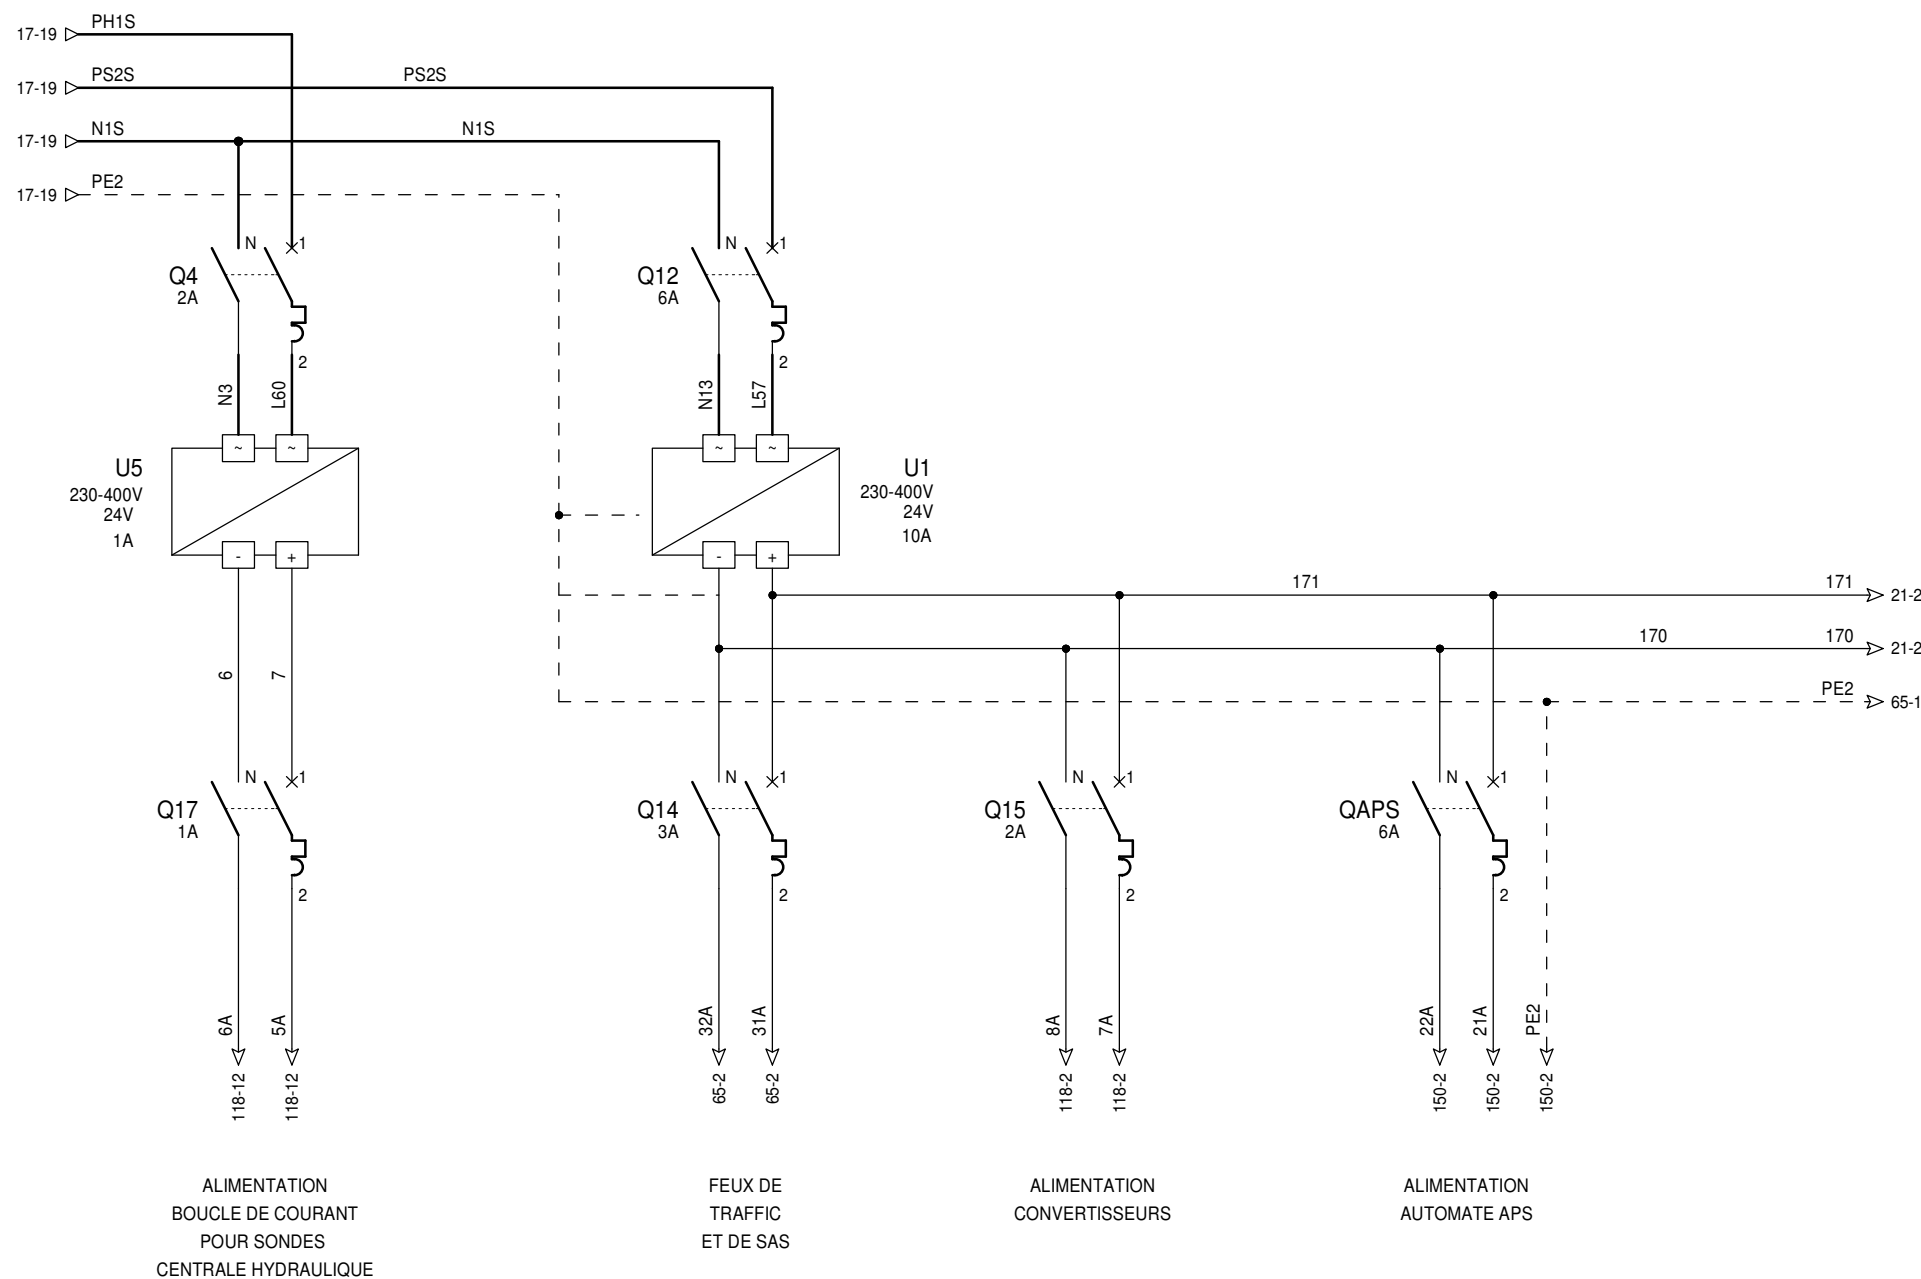 17-19 PH1S
17-19 PS2S PS2S
17-19 N1S N1S
17-19 PE2
N 1 N 1
Q4 Q12
2A 6A
2 2
N3 L60 N13 L57
~ ~ ~ ~
U5 U1
230-400V 230-400V
24V 24V
1A 10A
- + - +
171 171 21-2
170 170 21-2
6 7
PE2 65-1
N 1 N 1 N 1 N 1
Q17 Q14 Q15 QAPS
1A 3A 2A 6A
2 2 2 2
6A 5A 32A 31A 8A 7A 22A 21A PE2
118-12 118-12 65-2 65-2 118-2 118-2 150-2 150-2 150-2
ALIMENTATION
BOUCLE DE COURANT
POUR SONDES
CENTRALE HYDRAULIQUE
FEUX DE
TRAFFIC
ET DE SAS
ALIMENTATION
CONVERTISSEURS
ALIMENTATION
AUTOMATE APS